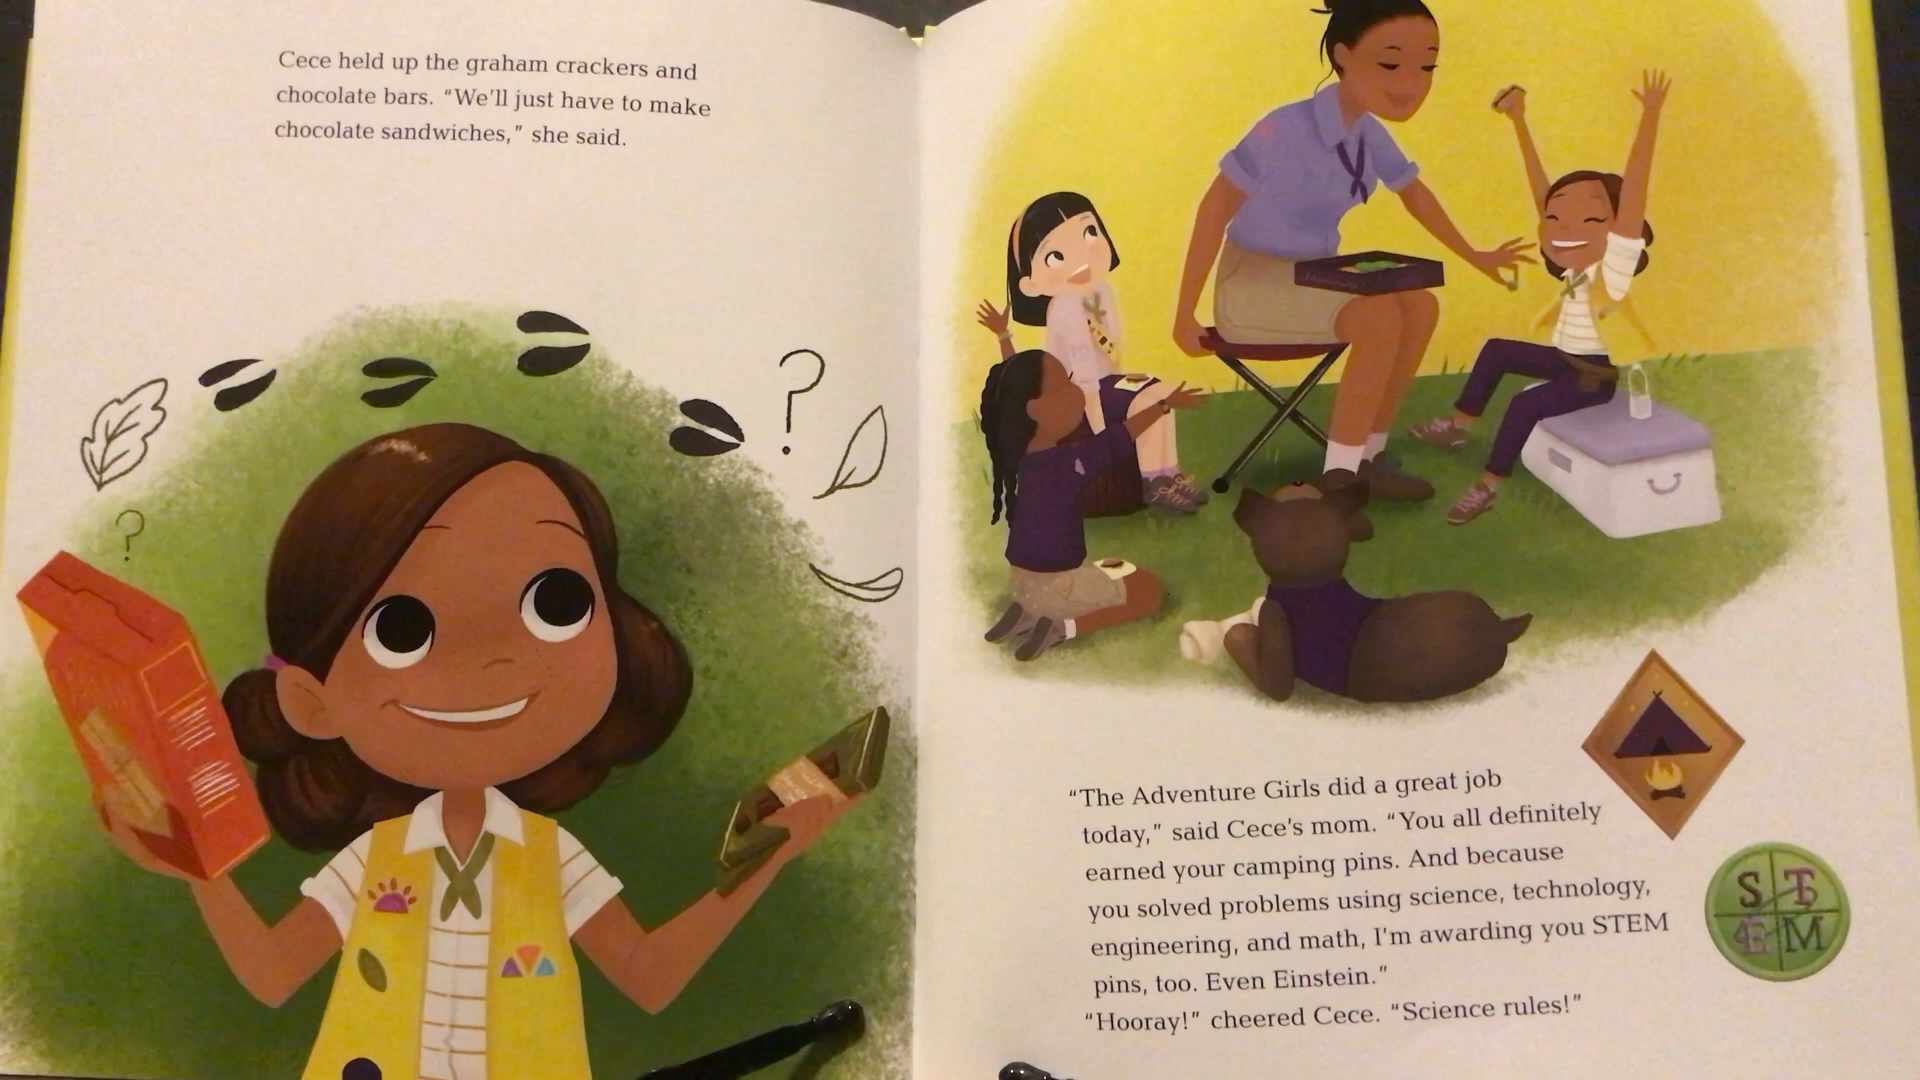 Cece held up the graham crackers and
chocolate bars. “We’ll just have to make
chocolate sandwiches,” she said.
“The Adventure Girls did a great job
today,” said Cece’s mom. “You all definitely
earned your camping pins. And because
you solved problems using science, technology,
engineering, and math, I’m awarding you STEM
pins, too. Even Einstein.”
“Hooray!” cheered Cece. “Science rules!”
? ?
S T
E M